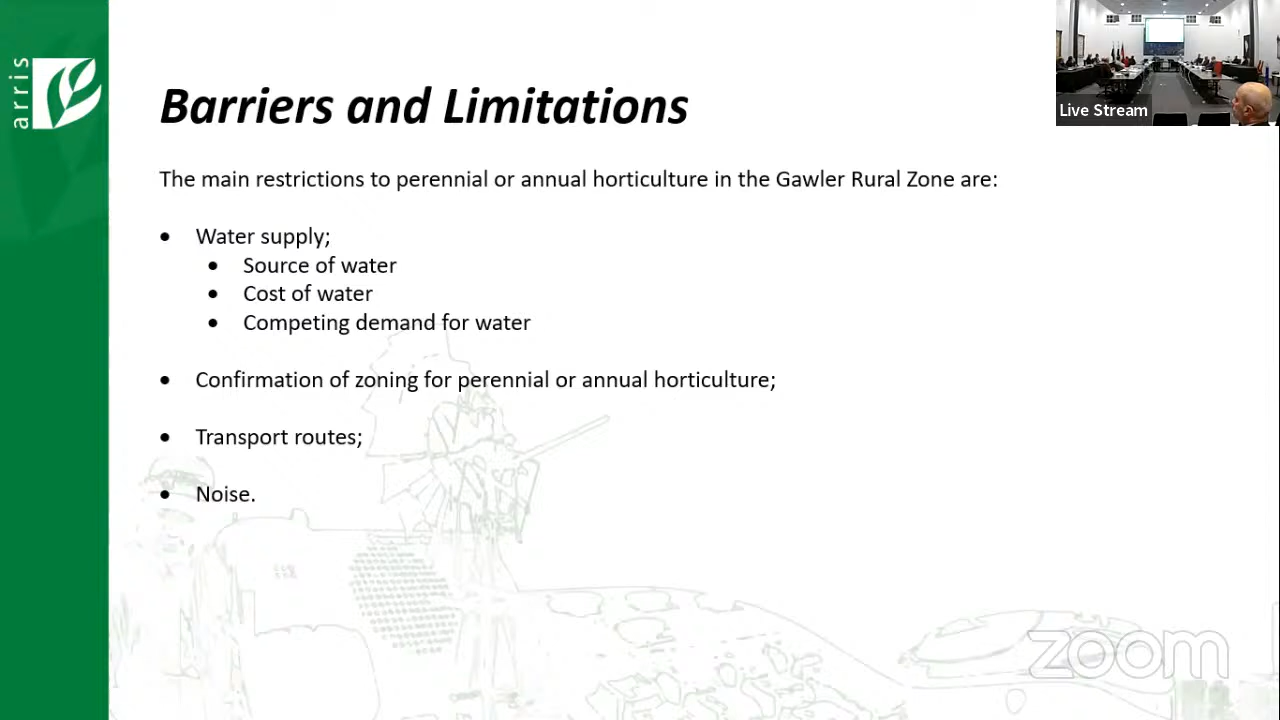 arris
Barriers and Limitations
Live Stream
The main restrictions to perennial or annual horticulture in the Gawler Rural Zone are:
• Water supply;
• Source of water
• Cost of water
• Competing demand for water
• Confirmation of zoning for perennial or annual horticulture;
• Transport routes;
• Noise.
zoom